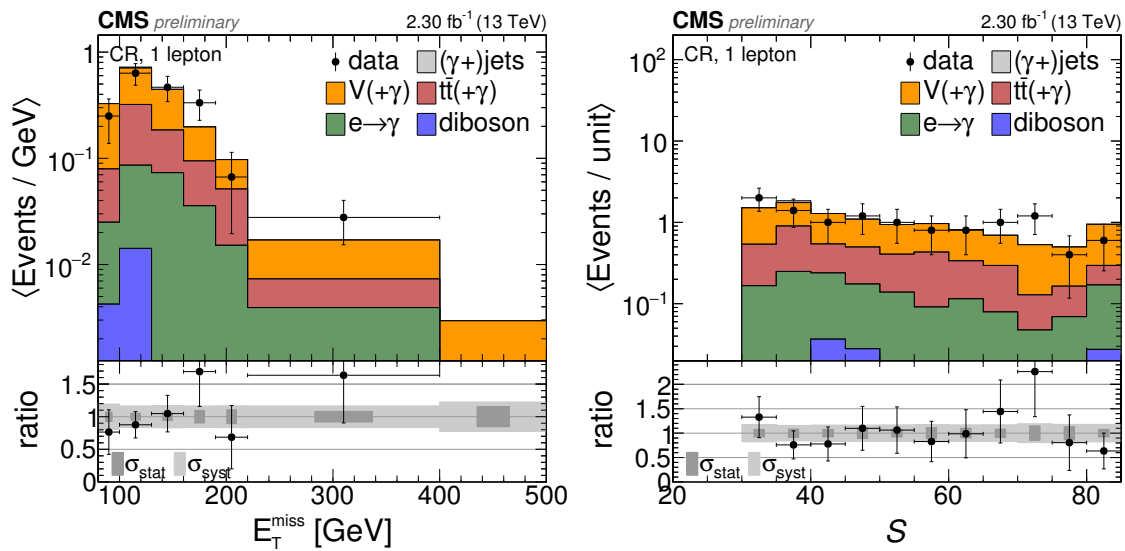 CMS preliminary 2.30 fb⁻¹ (13 TeV)
CR, 1 lepton
data
(γ+)jets
V(+γ)
tt̄(+γ)
e→γ
diboson
⟨Events / GeV⟩
1
10⁻¹
10⁻²
ratio
1.5
1
0.5
0
σstat
σsyst
100 200 300 400 500
E_T^miss [GeV]
CMS preliminary 2.30 fb⁻¹ (13 TeV)
CR, 1 lepton
data
(γ+)jets
V(+γ)
tt̄(+γ)
e→γ
diboson
⟨Events / unit⟩
10²
10
1
10⁻¹
ratio
2
1.5
1
0.5
σstat
σsyst
20 40 60 80
S